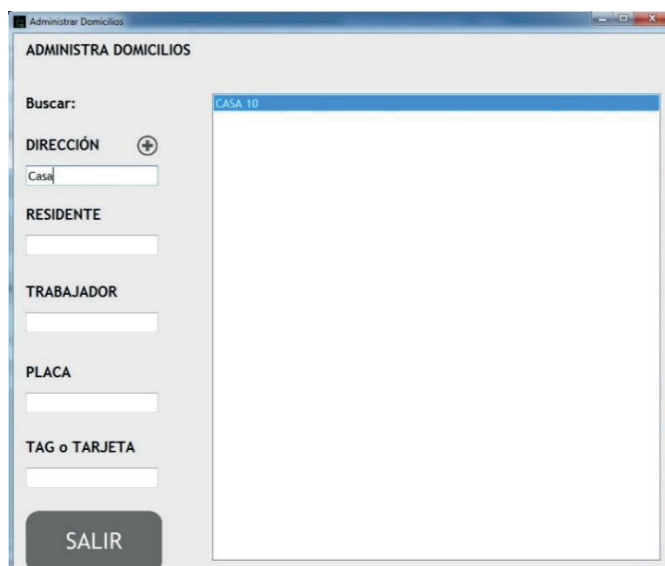 Administrar Domicilios
ADMINISTRA DOMICILIOS
Buscar:
CASA 10
DIRECCIÓN
Casa
RESIDENTE
TRABAJADOR
PLACA
TAG o TARJETA
SALIR